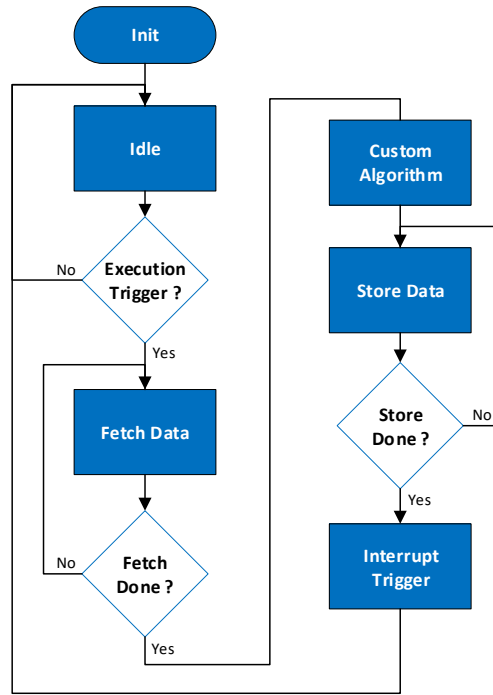 Init
Idle
Execution
Trigger ?
No
Yes
Fetch Data
Fetch
Done ?
No
Yes
Custom
Algorithm
Store Data
Store
Done ?
No
Yes
Interrupt
Trigger